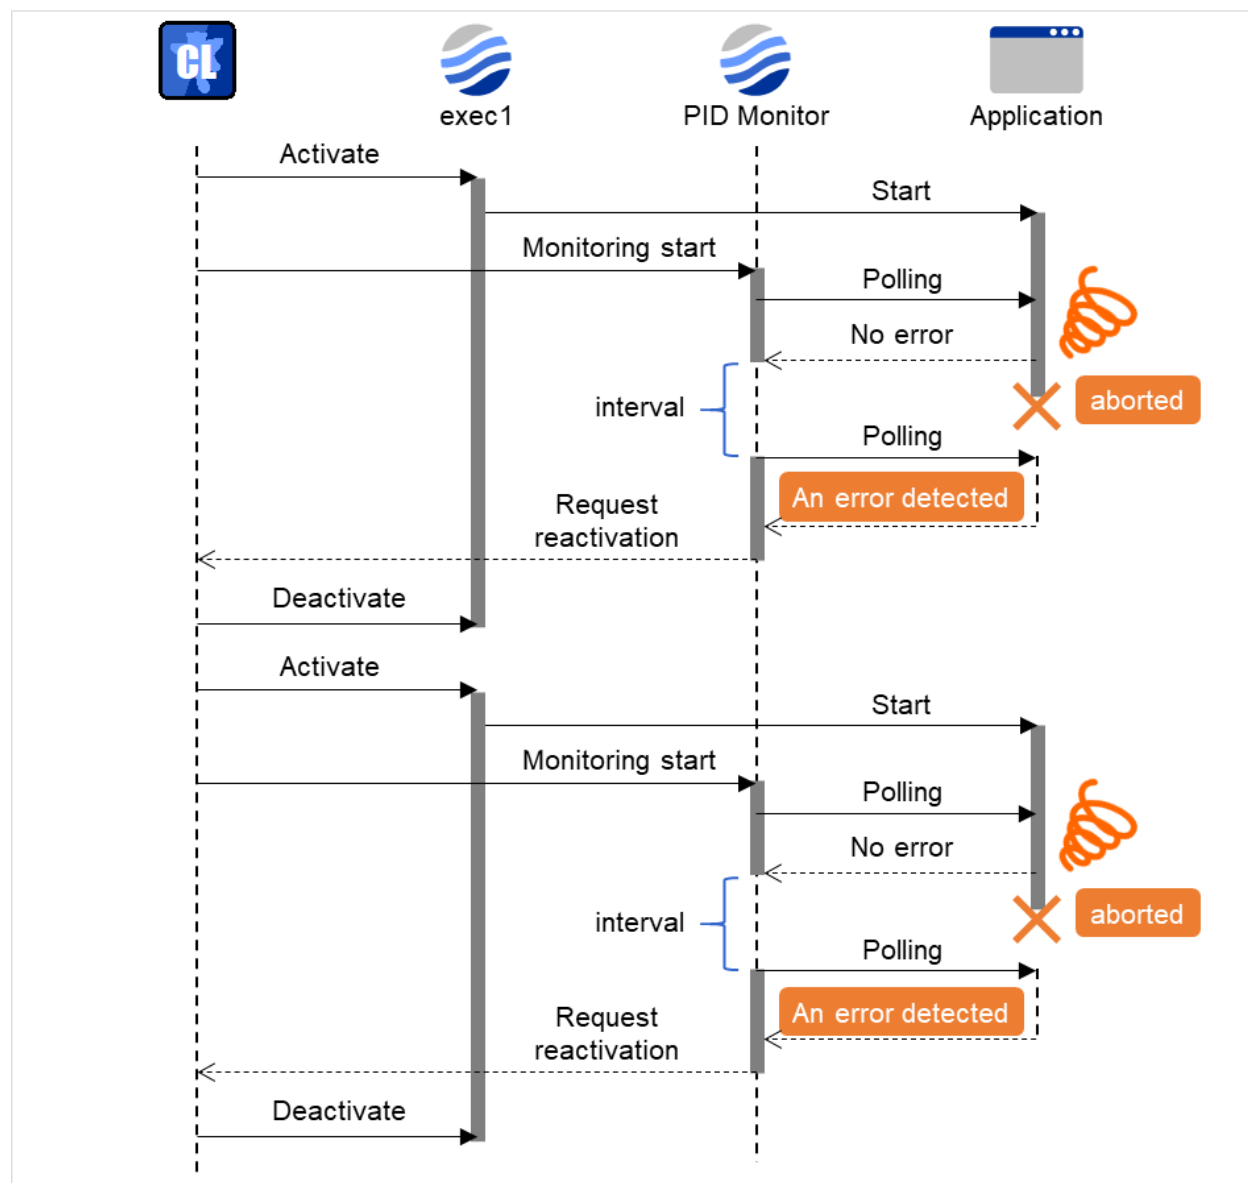 CL
exec1
PID Monitor
Application
Activate
Start
Monitoring start
Polling
No error
interval
aborted
Polling
An error detected
Request
reactivation
Deactivate
Activate
Start
Monitoring start
Polling
No error
interval
aborted
Polling
An error detected
Request
reactivation
Deactivate